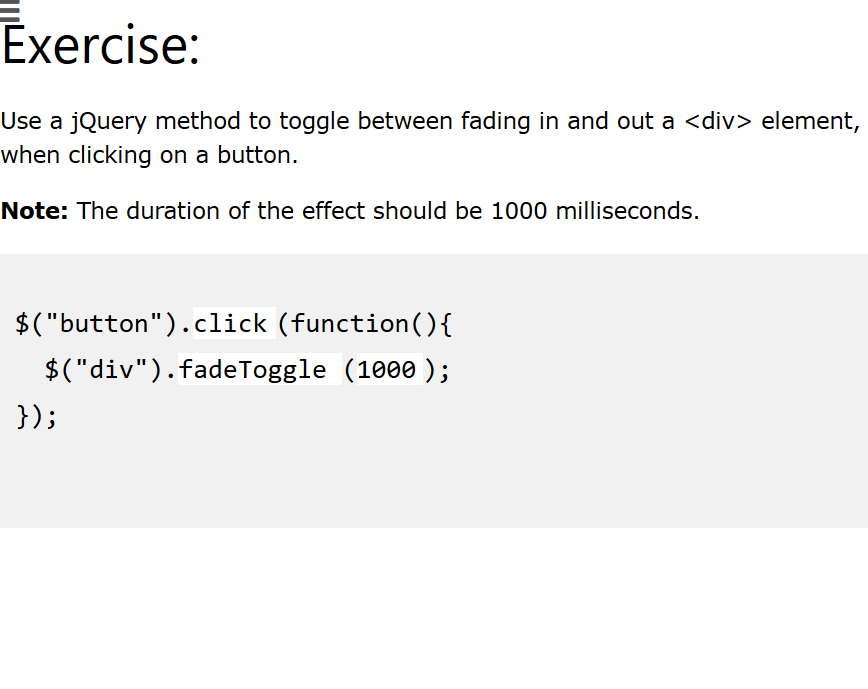 Exercise:
Use a jQuery method to toggle between fading in and out a <div> element,
when clicking on a button.
Note: The duration of the effect should be 1000 milliseconds.
$("button").click (function(){
  $("div").fadeToggle (1000 );
});